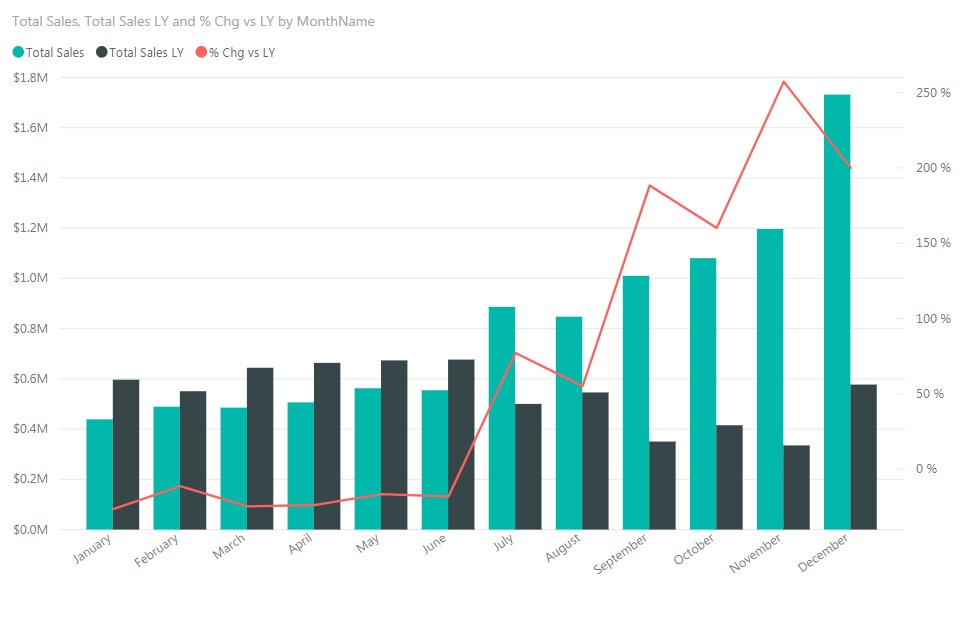 Total Sales, Total Sales LY and % Chg vs LY by MonthName
Total Sales Total Sales LY % Chg vs LY
$1.8M
$1.6M
$1.4M
$1.2M
$1.0M
$0.8M
$0.6M
$0.4M
$0.2M
$0.0M
250 %
200 %
150 %
100 %
50 %
0 %
January February March April May June July August September October November December